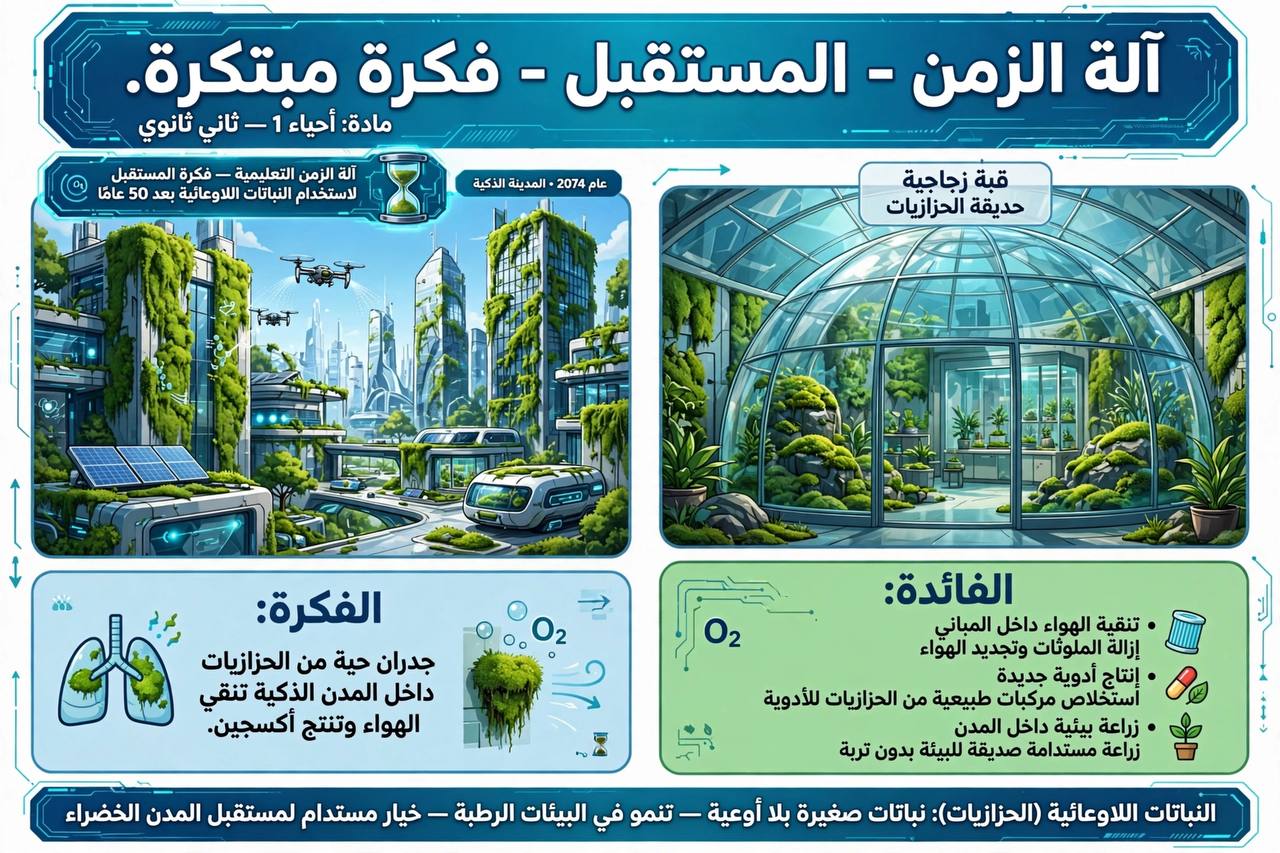 آلة الزمن - المستقبل - فكرة مبتكرة.
مادة: أحياء 1 — ثاني ثانوي
قبة زجاجية
حديقة الحزازيات
عام 2074 • المدينة الذكية
آلة الزمن التعليمية — فكرة المستقبل
لاستخدام النباتات اللاوعائية بعد 50 عامًا
الفائدة:
• تنقية الهواء داخل المباني
إزالة الملوثات وتجديد الهواء
• إنتاج أدوية جديدة
استخلاص مركبات طبيعية من الحزازيات للأدوية
• زراعة بيئية داخل المدن
زراعة مستدامة صديقة للبيئة بدون تربة
O₂
الفكرة:
جدران حية من الحزازيات
داخل المدن الذكية تنقي
الهواء وتنتج أكسجين.
O₂
النباتات اللاوعائية (الحزازيات): نباتات صغيرة بلا أوعية — تنمو في البيئات الرطبة — خيار مستدام لمستقبل المدن الخضراء